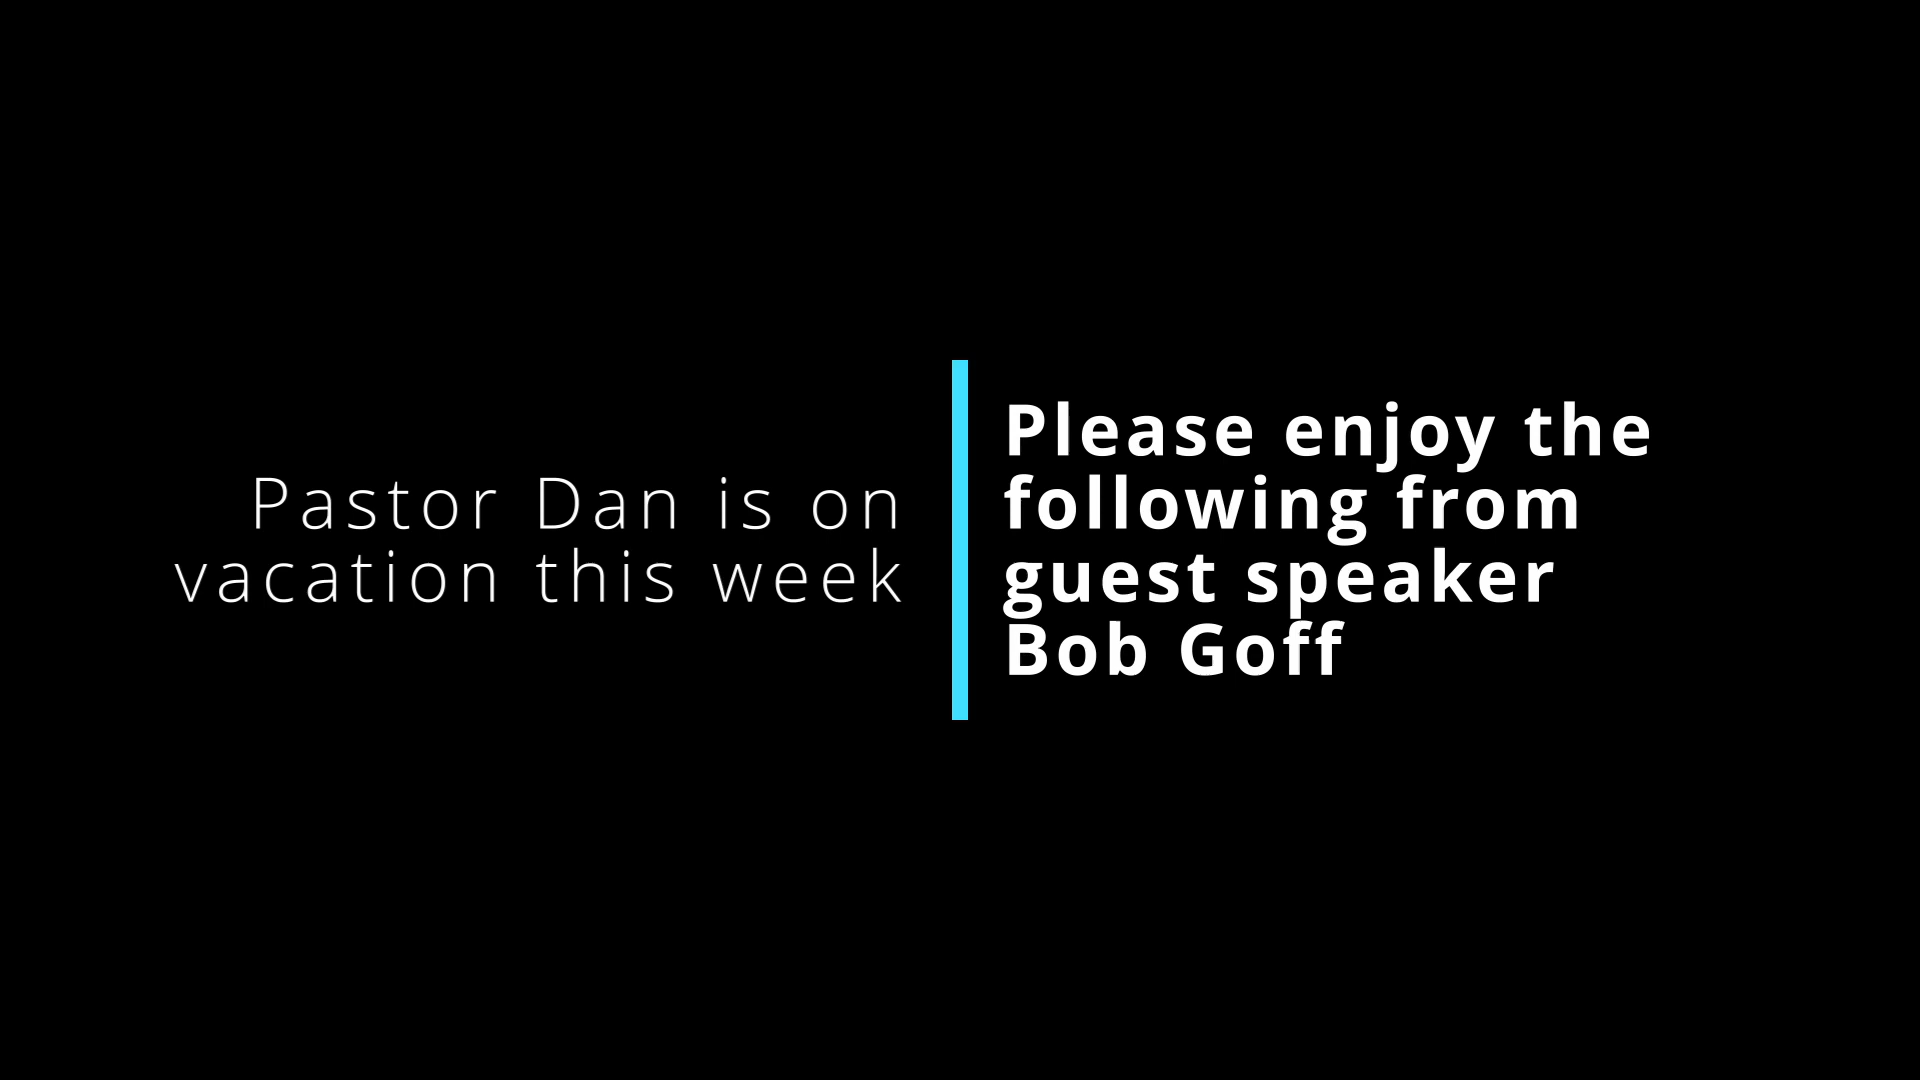 Pastor Dan is on
vacation this week
Please enjoy the
following from
guest speaker
Bob Goff